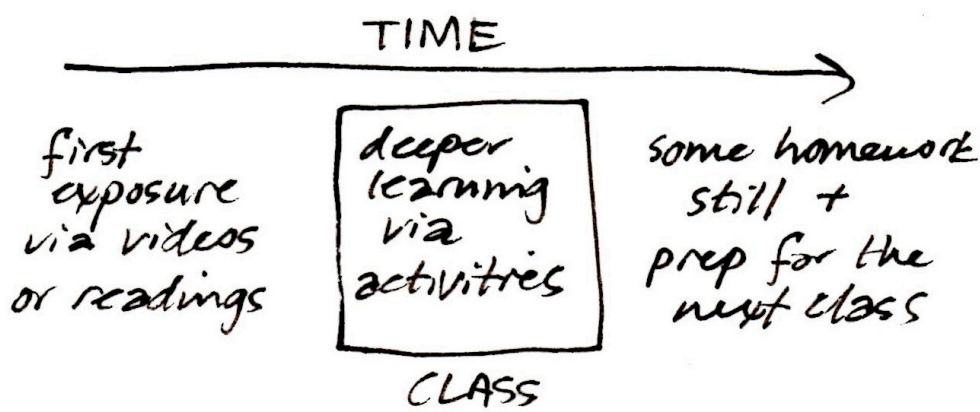 TIME
first
exposure
via videos
or readings
deeper
learning
via
activities
some homework
still +
prep for the
next class
CLASS